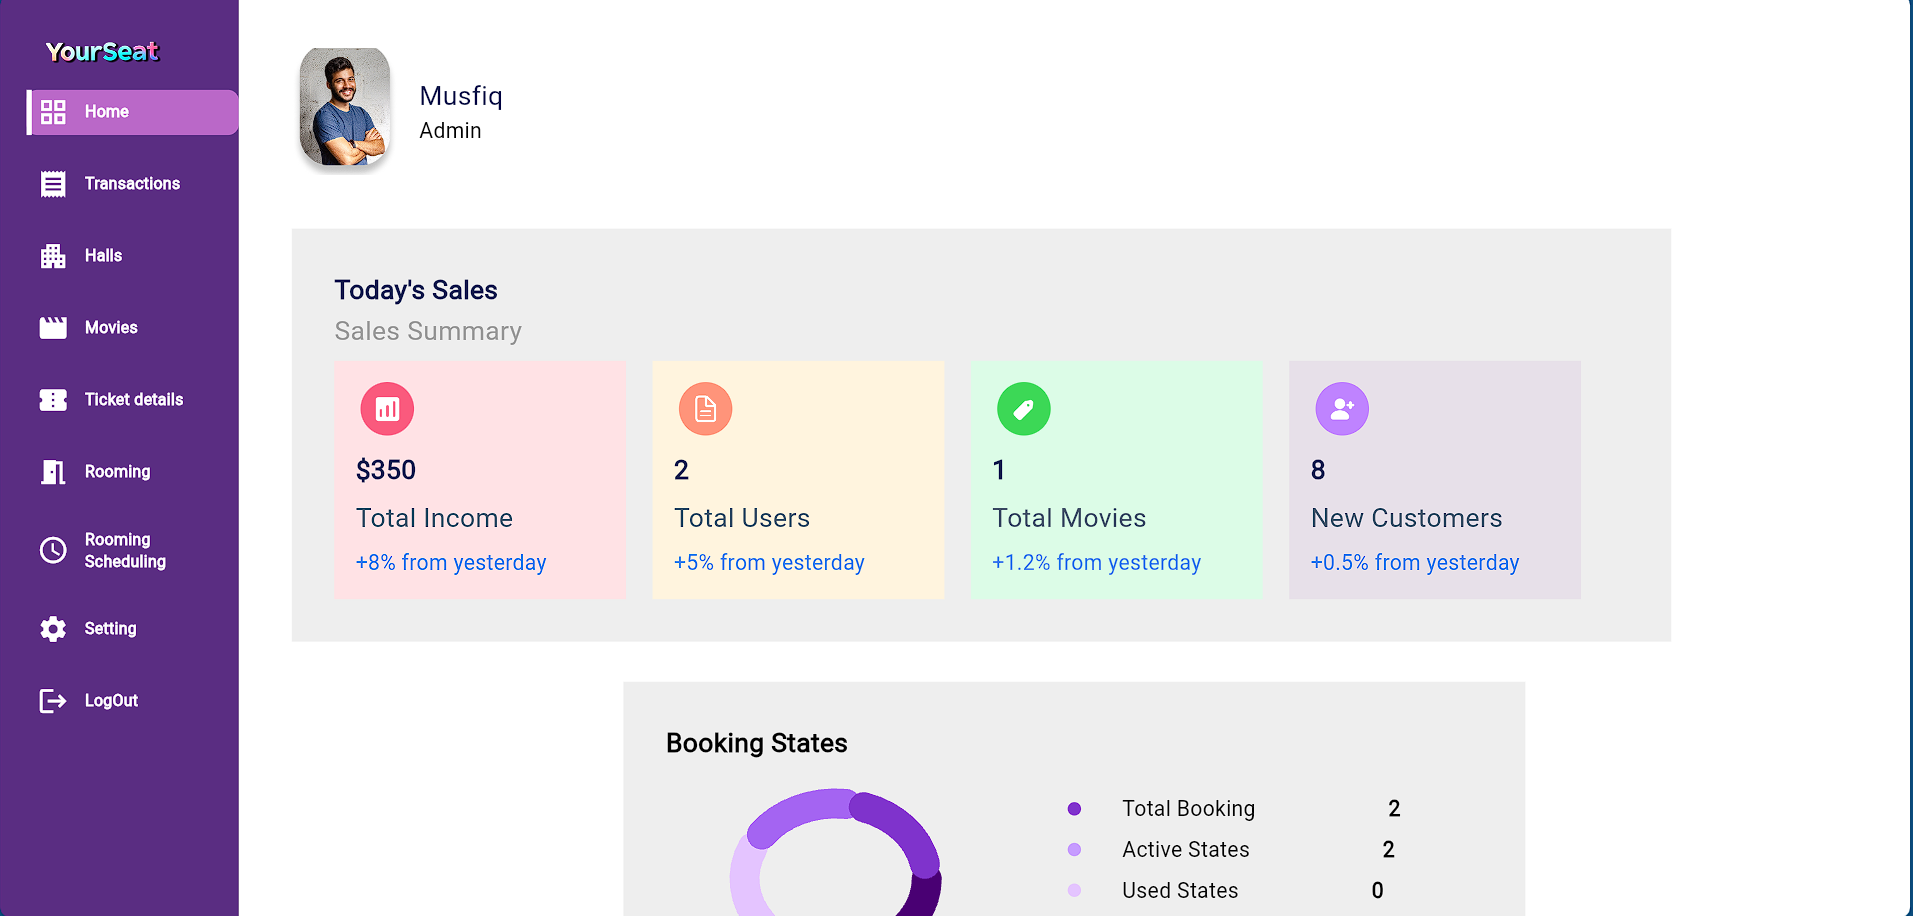 YourSeat
Home
Transactions
Halls
Movies
Ticket details
Rooming
Rooming
Scheduling
Setting
LogOut
Musfiq
Admin
Today's Sales
Sales Summary
$350
Total Income
+8% from yesterday
2
Total Users
+5% from yesterday
1
Total Movies
+1.2% from yesterday
8
New Customers
+0.5% from yesterday
Booking States
Total Booking 2
Active States 2
Used States 0